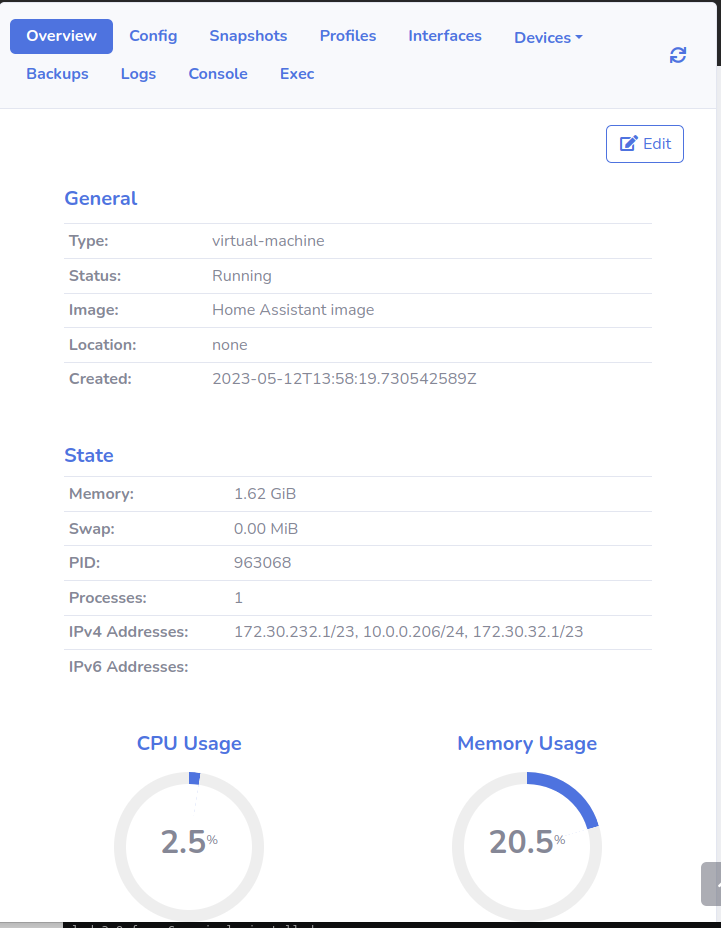 Overview Config Snapshots Profiles Interfaces Devices
Backups Logs Console Exec
Edit
General
Type: virtual-machine
Status: Running
Image: Home Assistant image
Location: none
Created: 2023-05-12T13:58:19.730542589Z
State
Memory: 1.62 GiB
Swap: 0.00 MiB
PID: 963068
Processes: 1
IPv4 Addresses: 172.30.232.1/23, 10.0.0.206/24, 172.30.32.1/23
IPv6 Addresses:
CPU Usage Memory Usage
2.5% 20.5%